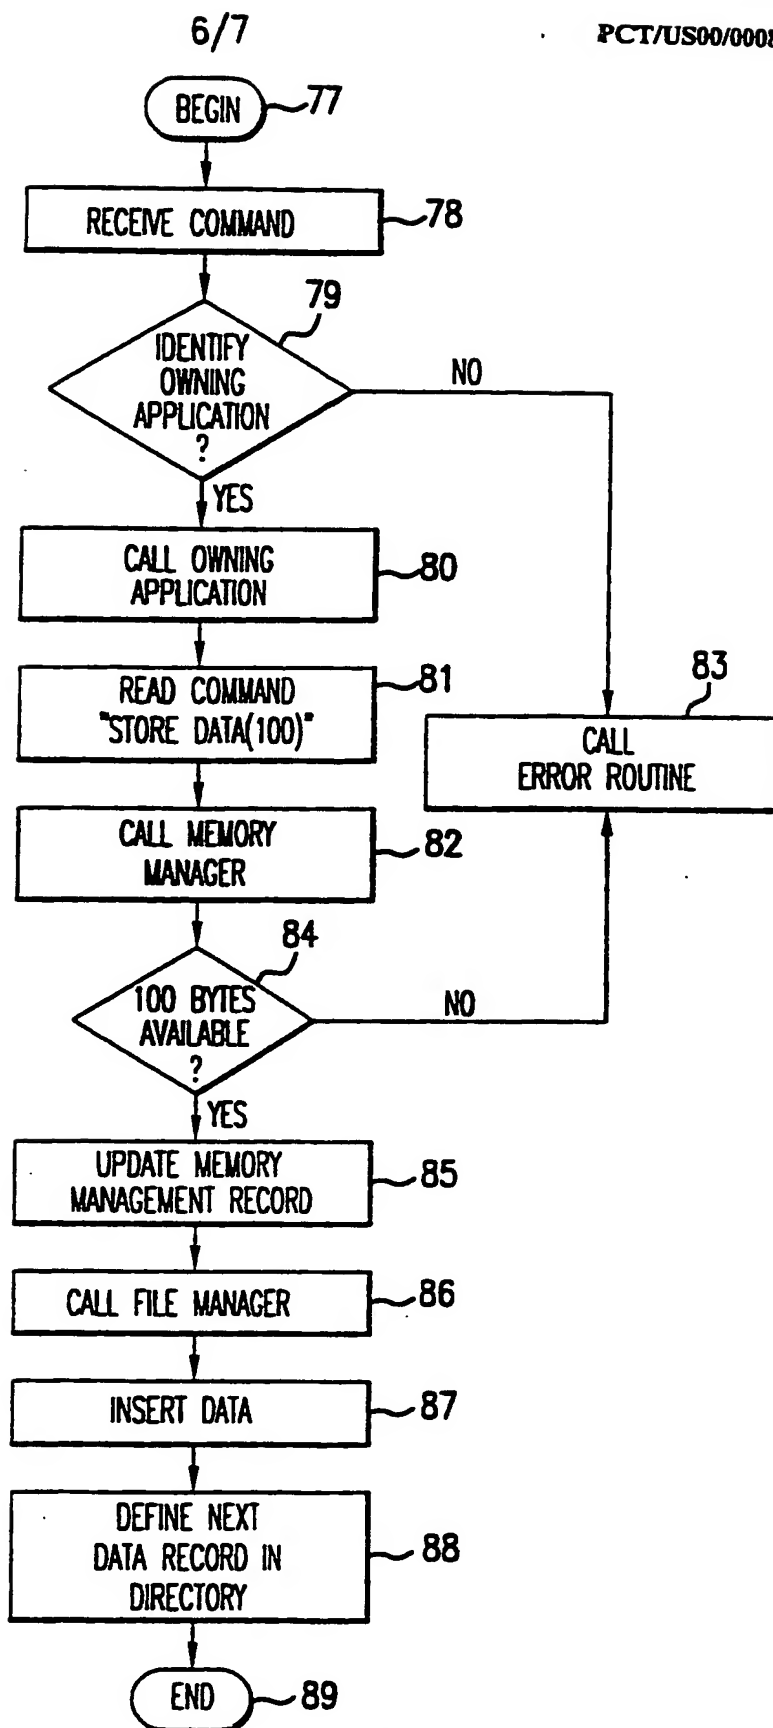 6/7
PCT/US00/0008
BEGIN
77
RECEIVE COMMAND
78
79
IDENTIFY
OWNING
APPLICATION
?
NO
YES
CALL OWNING
APPLICATION
80
READ COMMAND
"STORE DATA(100)"
81
83
CALL
ERROR ROUTINE
CALL MEMORY
MANAGER
82
84
100 BYTES
AVAILABLE
?
NO
YES
UPDATE MEMORY
MANAGEMENT RECORD
85
CALL FILE MANAGER
86
INSERT DATA
87
DEFINE NEXT
DATA RECORD IN
DIRECTORY
88
END
89